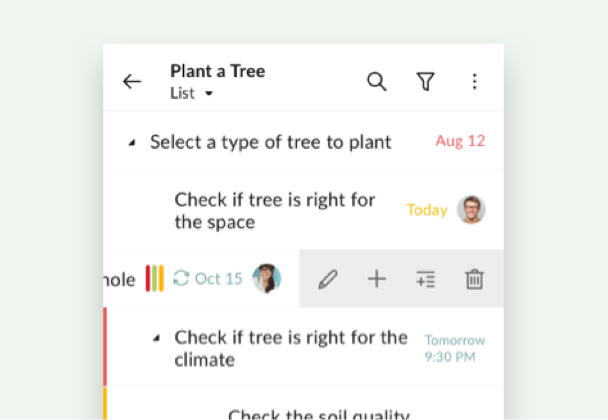 Plant a Tree
List
Select a type of tree to plant Aug 12
Check if tree is right for
the space
Today
hole Oct 15
Check if tree is right for the
climate
Tomorrow
9:30 PM
Check the soil quality